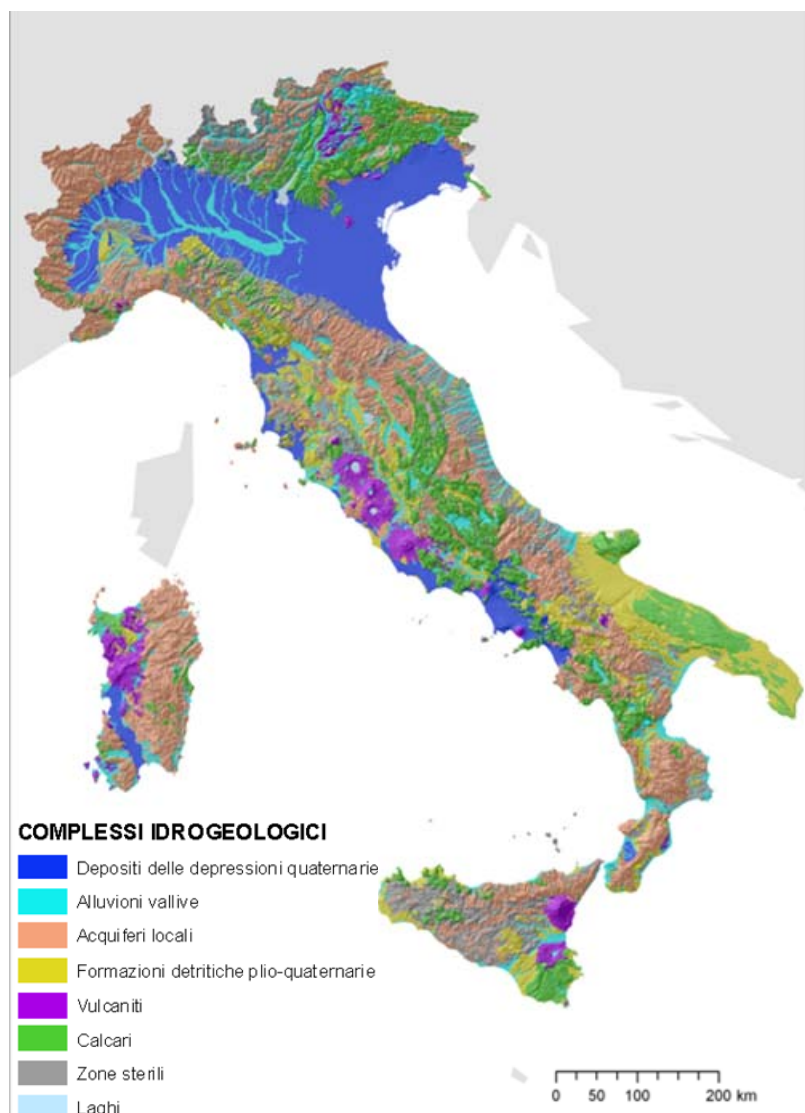 COMPLESSI IDROGEOLOGICI
Depositi delle depressioni quaternarie
Alluvioni vallive
Acquiferi locali
Formazioni detritiche plio-quaternarie
Vulcaniti
Calcari
Zone sterili
Laghi
0 50 100 200 km